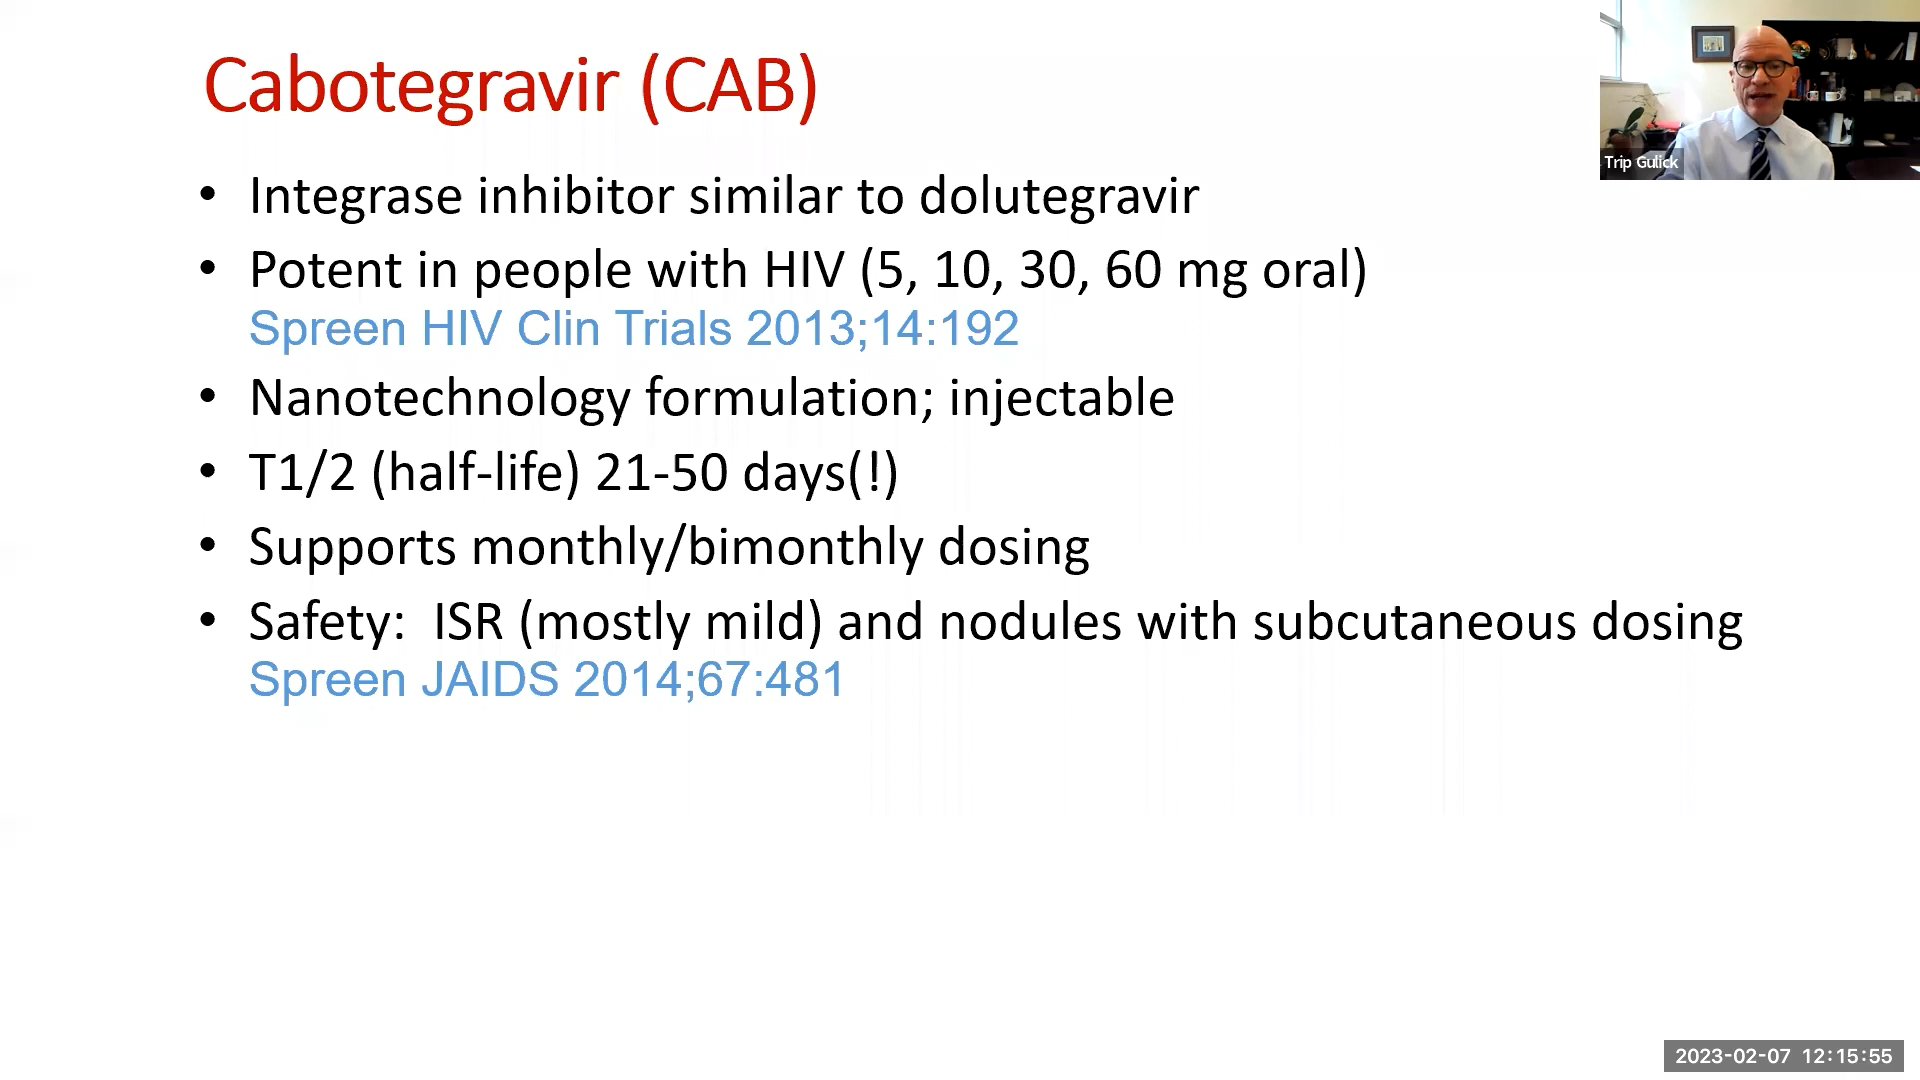 Cabotegravir (CAB)
• Integrase inhibitor similar to dolutegravir
• Potent in people with HIV (5, 10, 30, 60 mg oral)
Spreen HIV Clin Trials 2013;14:192
• Nanotechnology formulation; injectable
• T1/2 (half-life) 21-50 days(!)
• Supports monthly/bimonthly dosing
• Safety:  ISR (mostly mild) and nodules with subcutaneous dosing
Spreen JAIDS 2014;67:481
Trip Gulick
2023-02-07 12:15:55